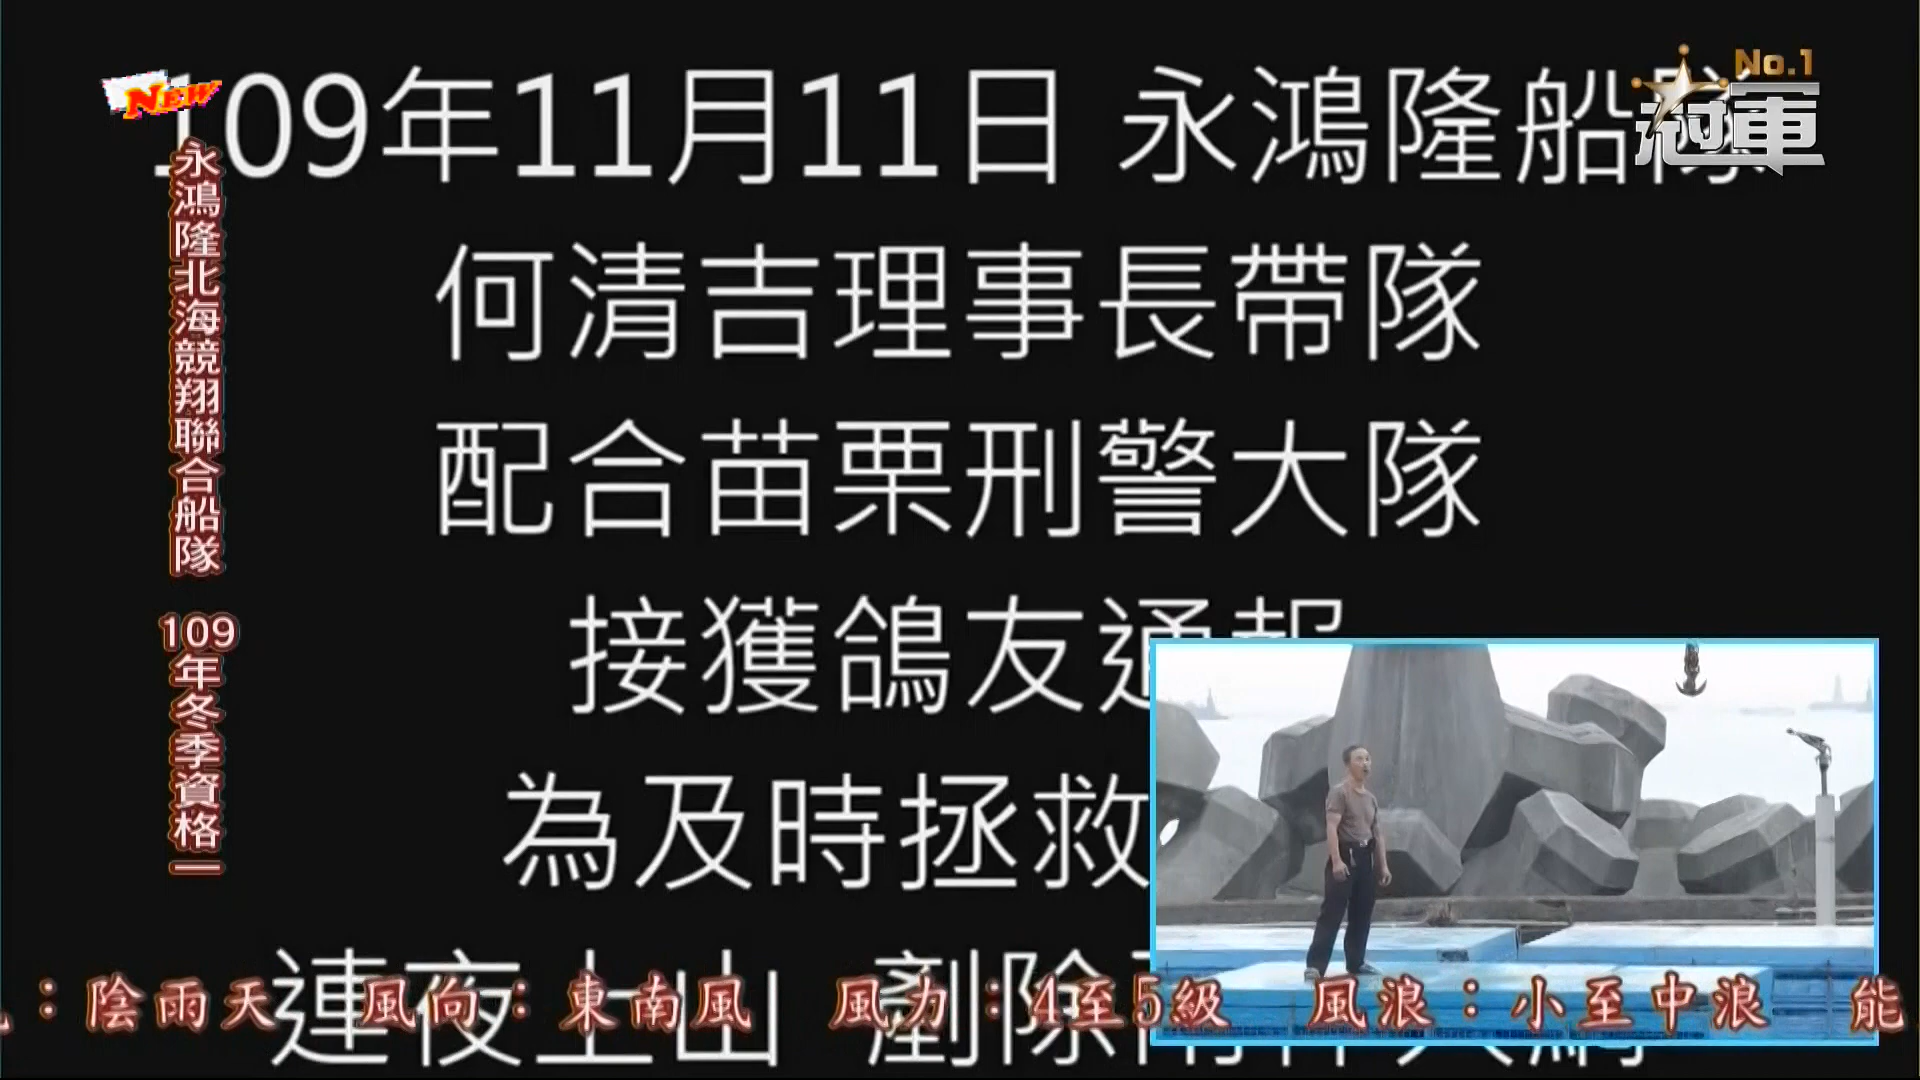 NEW
No.1
冠軍
109年11月11日 永鴻隆船隊
何清吉理事長帶隊
配合苗栗刑警大隊
接獲鴿友通報
為及時拯救
連夜上山 剷除
永鴻隆北海競翔聯合船隊 109年冬季資格一
：陰雨天 風向：東南風 風力：4至5級 風浪：小至中浪 能